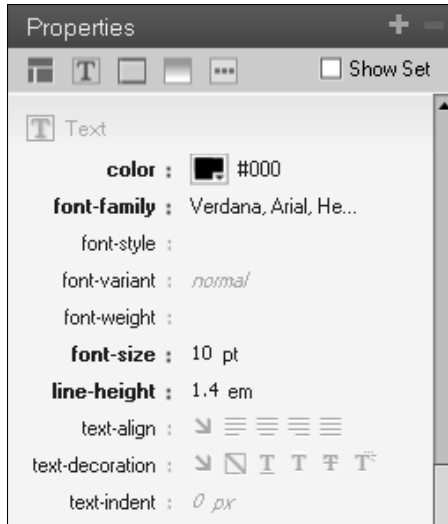 Properties
Show Set
Text
color : #000
font-family : Verdana, Arial, He...
font-style :
font-variant : normal
font-weight :
font-size : 10 pt
line-height : 1.4 em
text-align :
text-decoration :
text-indent : 0 px